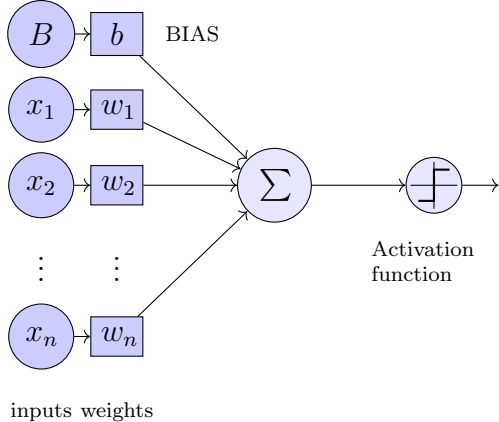 B b BIAS
x₁ w₁
x₂ w₂
∑
Activation
function
⋮ ⋮
xₙ wₙ
inputs weights